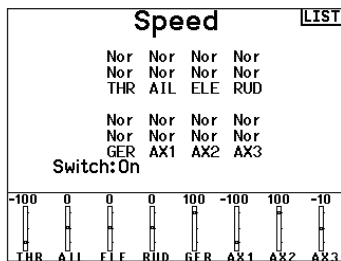 Speed
LIST
Nor Nor Nor Nor
Nor Nor Nor Nor
THR AIL ELE RUD
Nor Nor Nor Nor
Nor Nor Nor Nor
GER AX1 AX2 AX3
Switch:On
-100 0 0 0 100 -100 100 -10
THR AIL ELE RUD GER AX1 AX2 AX3